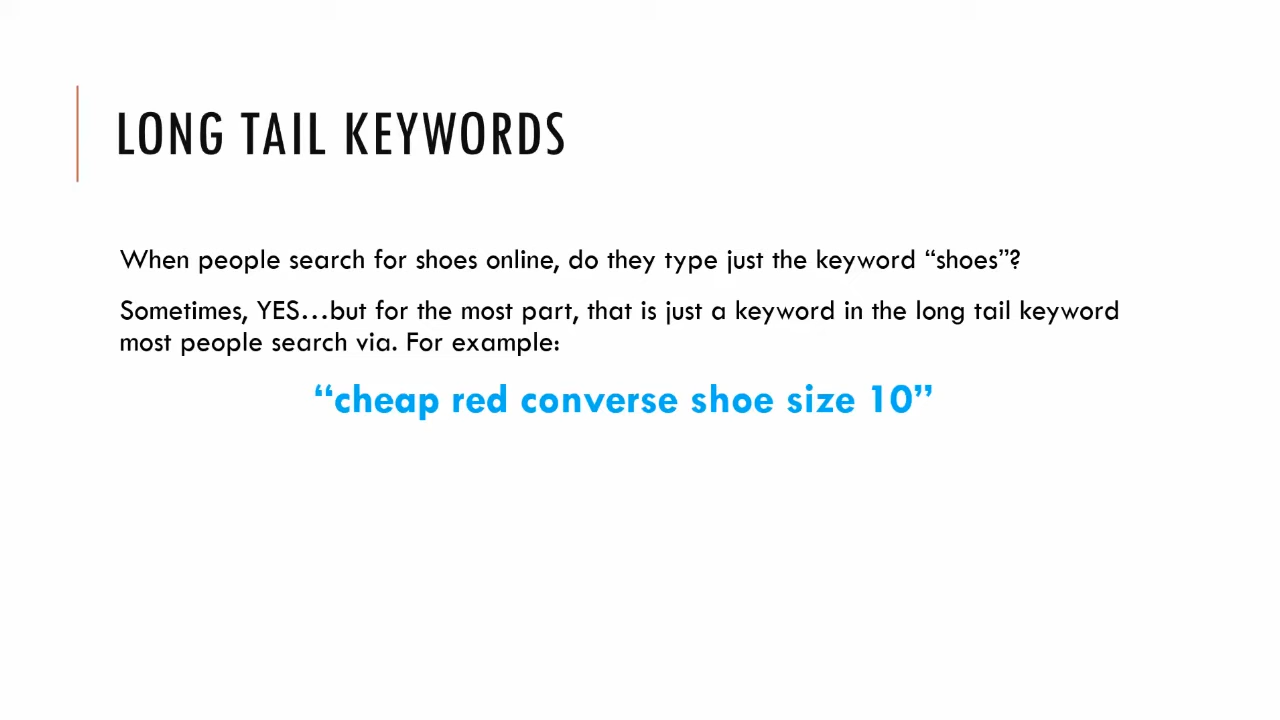 LONG TAIL KEYWORDS
When people search for shoes online, do they type just the keyword “shoes”?
Sometimes, YES…but for the most part, that is just a keyword in the long tail keyword
most people search via. For example:
“cheap red converse shoe size 10”